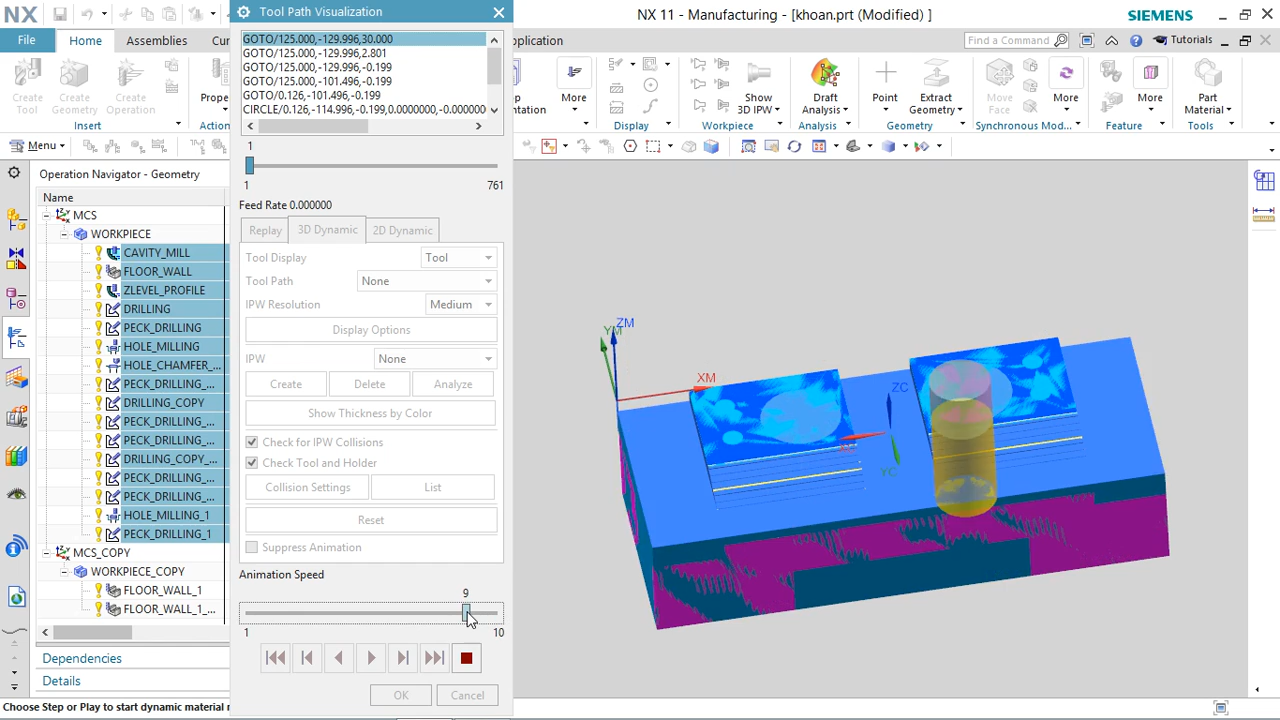 NX
Window
NX 11 - Manufacturing - [khoan.prt (Modified) ]
SIEMENS
Tool Path Visualization
File
Home
Assemblies
Find a Command
Tutorials
Create Tool
Create Geometry
Create Operation
Insert
More
Display
Show 3D IPW
Workpiece
Draft Analysis
Analysis
Point
Extract Geometry
Geometry
Move Face
More
Synchronous Mod...
More
Feature
Part Material
Tools
Menu
Operation Navigator - Geometry
Name
MCS
WORKPIECE
CAVITY_MILL
FLOOR_WALL
ZLEVEL_PROFILE
DRILLING
PECK_DRILLING
HOLE_MILLING
HOLE_CHAMFER_...
PECK_DRILLING_...
DRILLING_COPY
PECK_DRILLING_...
PECK_DRILLING_...
DRILLING_COPY_...
PECK_DRILLING_...
PECK_DRILLING_...
HOLE_MILLING_1
PECK_DRILLING_1
MCS_COPY
WORKPIECE_COPY
FLOOR_WALL_1
FLOOR_WALL_1_...
Dependencies
Details
GOTO/125.000,-129.996,30.000
GOTO/125.000,-129.996,2.801
GOTO/125.000,-129.996,-0.199
GOTO/125.000,-101.496,-0.199
GOTO/0.126,-101.496,-0.199
CIRCLE/0.126,-114.996,-0.199,0.0000000,-0.00000
1
1
761
Feed Rate 0.000000
Replay
3D Dynamic
2D Dynamic
Tool Display
Tool
Tool Path
None
IPW Resolution
Medium
Display Options
IPW
None
Create
Delete
Analyze
Show Thickness by Color
Check for IPW Collisions
Check Tool and Holder
Collision Settings
List
Reset
Suppress Animation
Animation Speed
9
1
10
OK
Cancel
ZM
YM
XM
ZC
YC
Choose Step or Play to start dynamic material r